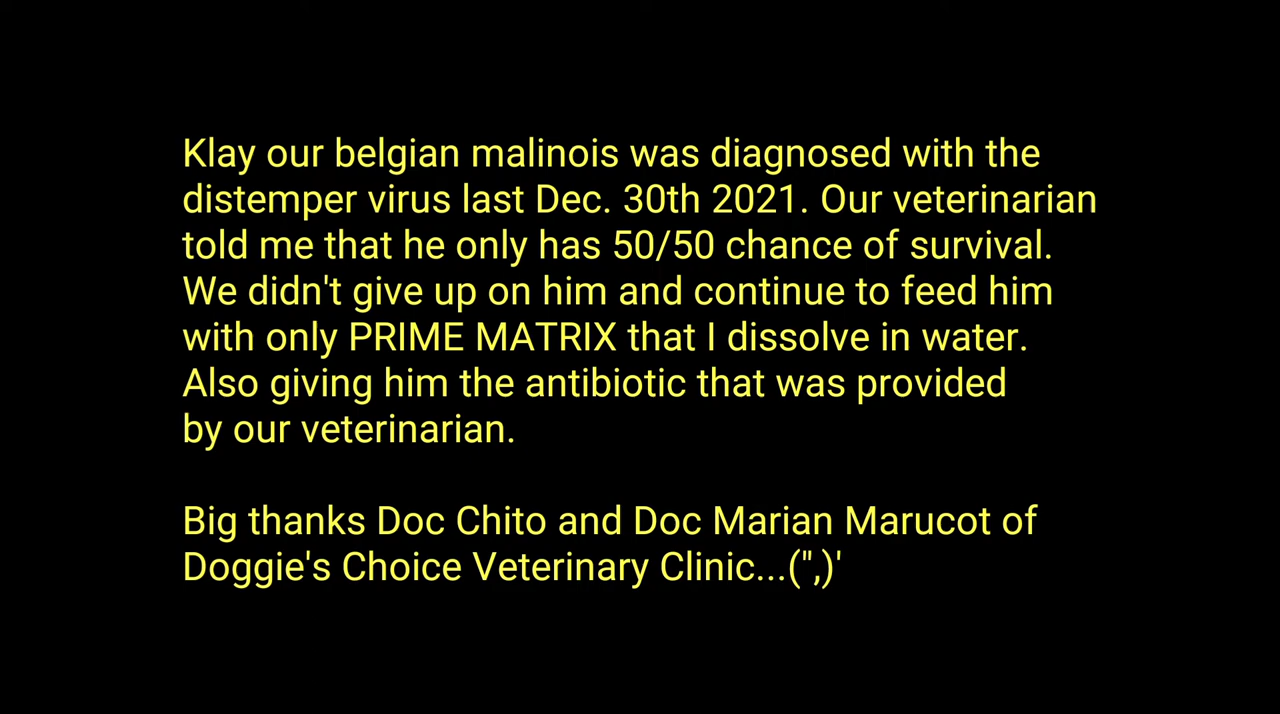 Klay our belgian malinois was diagnosed with the
distemper virus last Dec. 30th 2021. Our veterinarian
told me that he only has 50/50 chance of survival.
We didn't give up on him and continue to feed him
with only PRIME MATRIX that I dissolve in water.
Also giving him the antibiotic that was provided
by our veterinarian.
Big thanks Doc Chito and Doc Marian Marucot of
Doggie's Choice Veterinary Clinic...('',)'